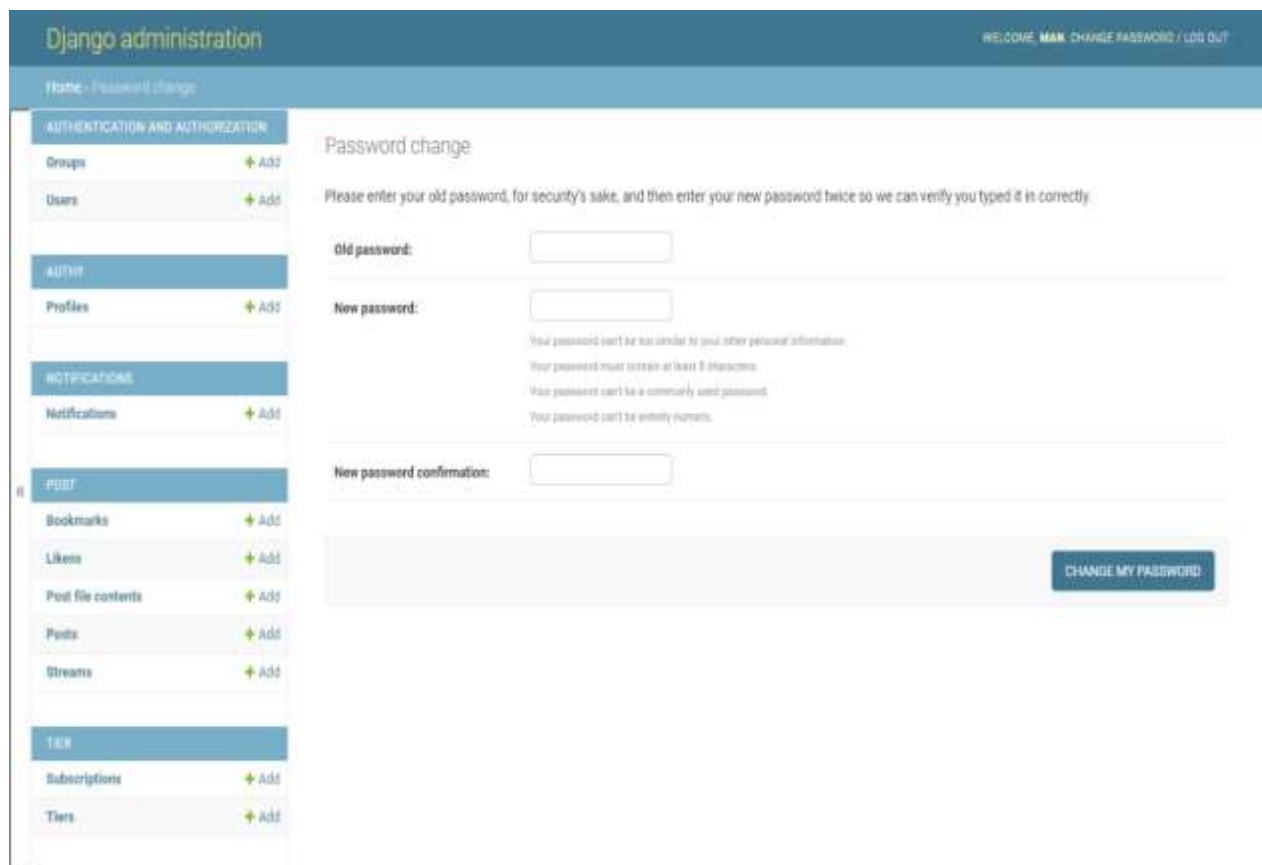 Django administration
WELCOME, MAN. CHANGE PASSWORD / LOG OUT
Home › Password change
AUTHENTICATION AND AUTHORIZATION
Groups + Add
Users + Add
AUTHY
Profiles + Add
NOTIFICATIONS
Notifications + Add
POST
Bookmarks + Add
Likess + Add
Post file contents + Add
Posts + Add
Streams + Add
TIER
Subscriptions + Add
Tiers + Add
«
Password change
Please enter your old password, for security's sake, and then enter your new password twice so we can verify you typed it in correctly.
Old password:
New password:
Your password can't be too similar to your other personal information.
Your password must contain at least 8 characters.
Your password can't be a commonly used password.
Your password can't be entirely numeric.
New password confirmation:
CHANGE MY PASSWORD